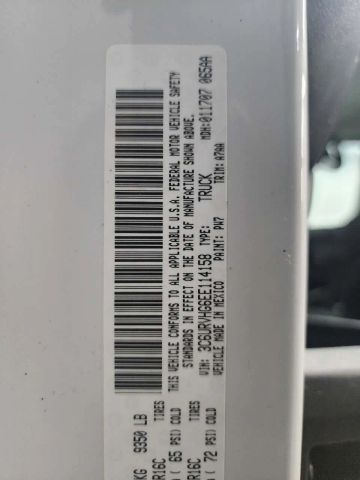 KG 9350 LB
R16C TIRES
( 65 PSI) COLD
R16C TIRES
( 72 PSI) COLD
THIS VEHICLE CONFORMS TO ALL APPLICABLE U.S.A. FEDERAL MOTOR VEHICLE SAFETY
STANDARDS IN EFFECT ON THE DATE OF MANUFACTURE SHOWN ABOVE.
VIN: 3C6URVHG6EE114158 TYPE: TRUCK MDH:011707 065AA
PAINT: PW7 TRIM: A7AA
VEHICLE MADE IN MEXICO